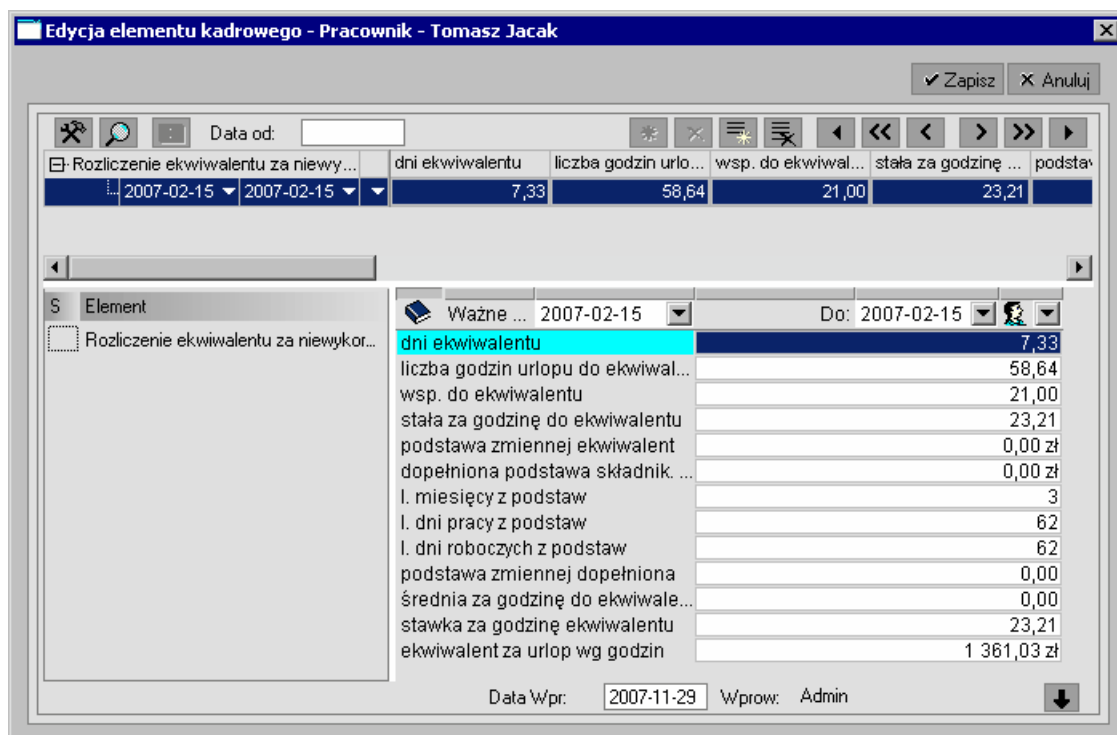 Edycja elementu kadrowego - Pracownik - Tomasz Jacak
Zapisz Anuluj
Data od:
Rozliczenie ekwiwalentu za niewy... dni ekwiwalentu liczba godzin urlo... wsp. do ekwiwal... stała za godzinę ... podstav
2007-02-15 2007-02-15 7,33 58,64 21,00 23,21
S Element
Rozliczenie ekwiwalentu za niewykor...
Ważne ... 2007-02-15 Do: 2007-02-15
dni ekwiwalentu 7,33
liczba godzin urlopu do ekwiwal... 58,64
wsp. do ekwiwalentu 21,00
stała za godzinę do ekwiwalentu 23,21
podstawa zmiennej ekwiwalent 0,00 zł
dopełniona podstawa składnik. ... 0,00 zł
l. miesięcy z podstaw 3
l. dni pracy z podstaw 62
l. dni roboczych z podstaw 62
podstawa zmiennej dopełniona 0,00
średnia za godzinę do ekwiwale... 0,00
stawka za godzinę ekwiwalentu 23,21
ekwiwalent za urlop wg godzin 1 361,03 zł
Data Wpr: 2007-11-29 Wprow: Admin